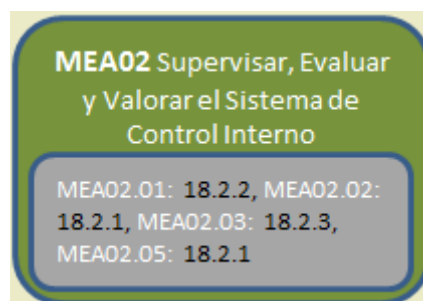 MEA02 Supervisar, Evaluar
y Valorar el Sistema de
Control Interno
MEA02.01: 18.2.2, MEA02.02:
18.2.1, MEA02.03: 18.2.3,
MEA02.05: 18.2.1